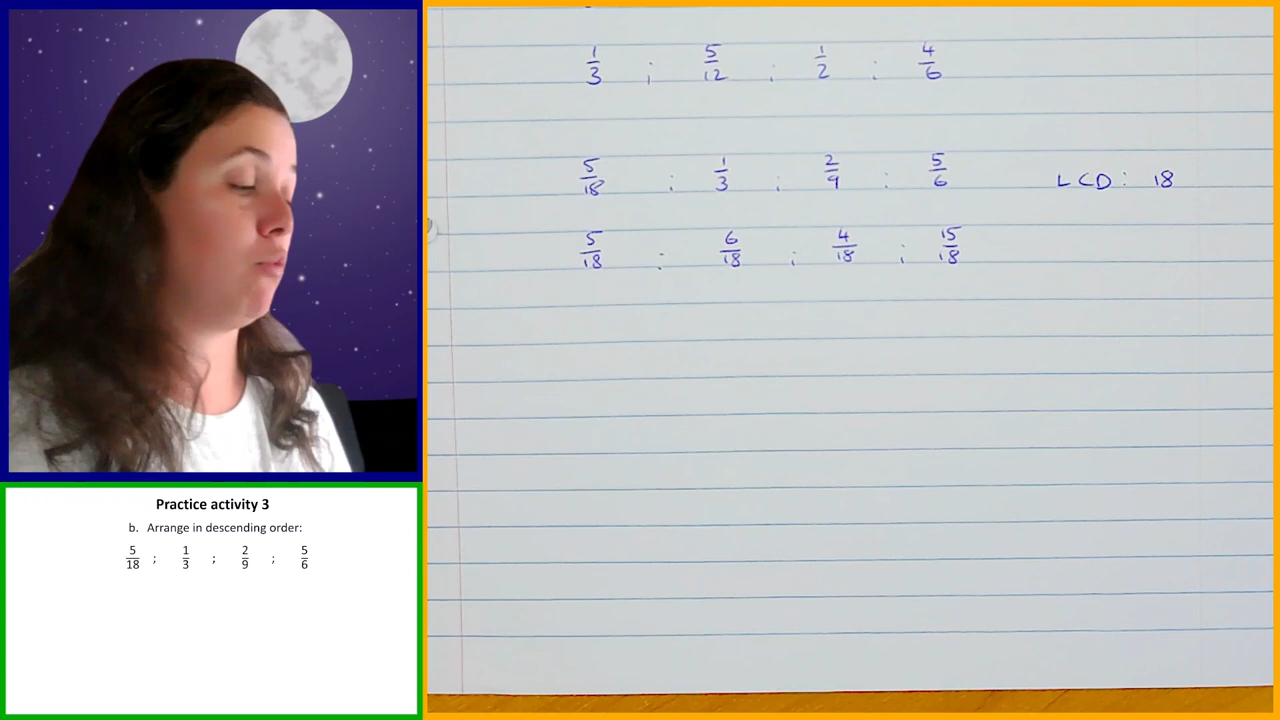 1/3 ; 5/12 ; 1/2 ; 4/6
5/18 ; 1/3 ; 2/9 ; 5/6 LCD: 18
5/18 ; 6/18 ; 4/18 ; 15/18
Practice activity 3
b. Arrange in descending order:
5/18 ; 1/3 ; 2/9 ; 5/6